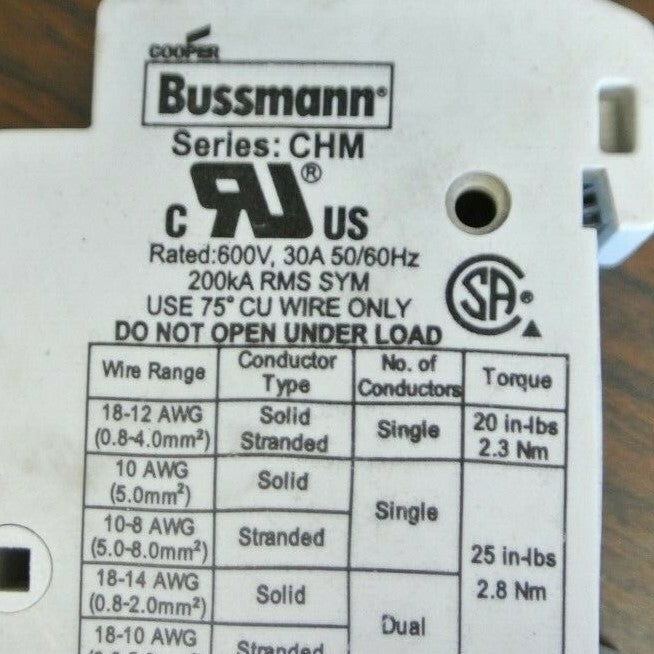 COOPER
Bussmann®
Series: CHM
C RU® US
Rated:600V, 30A 50/60Hz
200kA RMS SYM
USE 75° CU WIRE ONLY
DO NOT OPEN UNDER LOAD
SA®
Wire Range Conductor Type No. of Conductors Torque
18-12 AWG (0.8-4.0mm²) Solid Stranded Single 20 in-lbs 2.3 Nm
10 AWG (5.0mm²) Solid Single
10-8 AWG (5.0-8.0mm²) Stranded 25 in-lbs 2.8 Nm
18-14 AWG (0.8-2.0mm²) Solid Dual
18-10 AWG Stranded